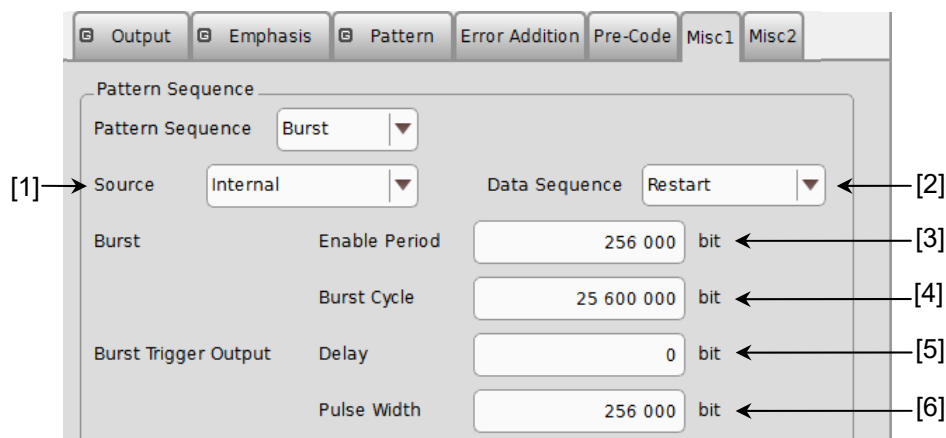 G Output G Emphasis G Pattern Error Addition Pre-Code Misc1 Misc2
Pattern Sequence
Pattern Sequence Burst
[1] Source Internal Data Sequence Restart [2]
Burst Enable Period 256 000 bit [3]
Burst Cycle 25 600 000 bit [4]
Burst Trigger Output Delay 0 bit [5]
Pulse Width 256 000 bit [6]